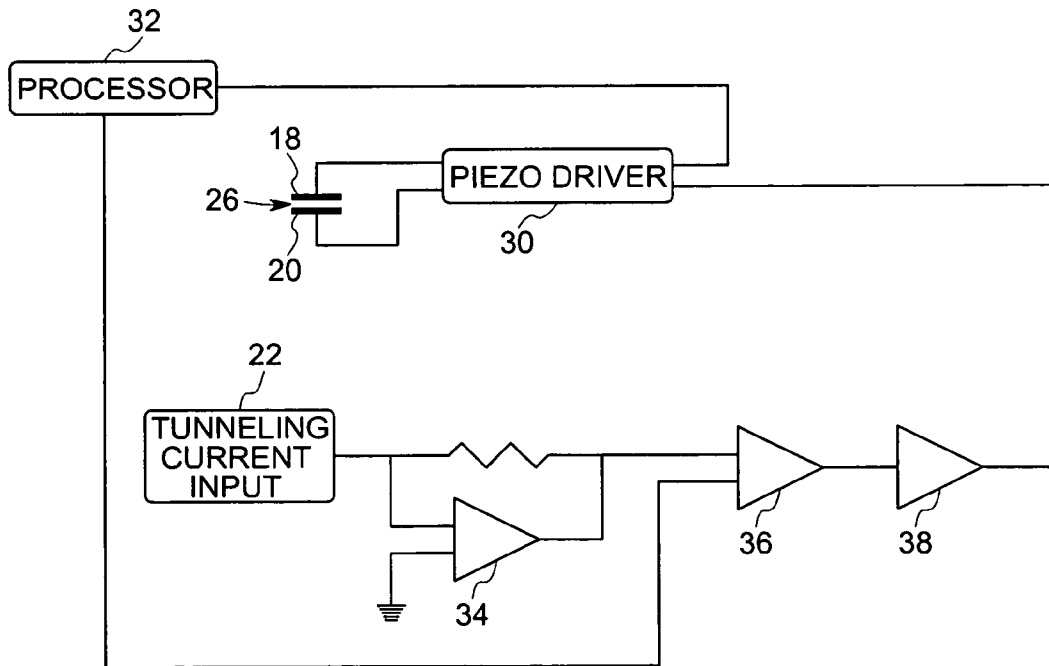 32
PROCESSOR
18
26
20
PIEZO DRIVER
30
22
TUNNELING
CURRENT
INPUT
34
36
38